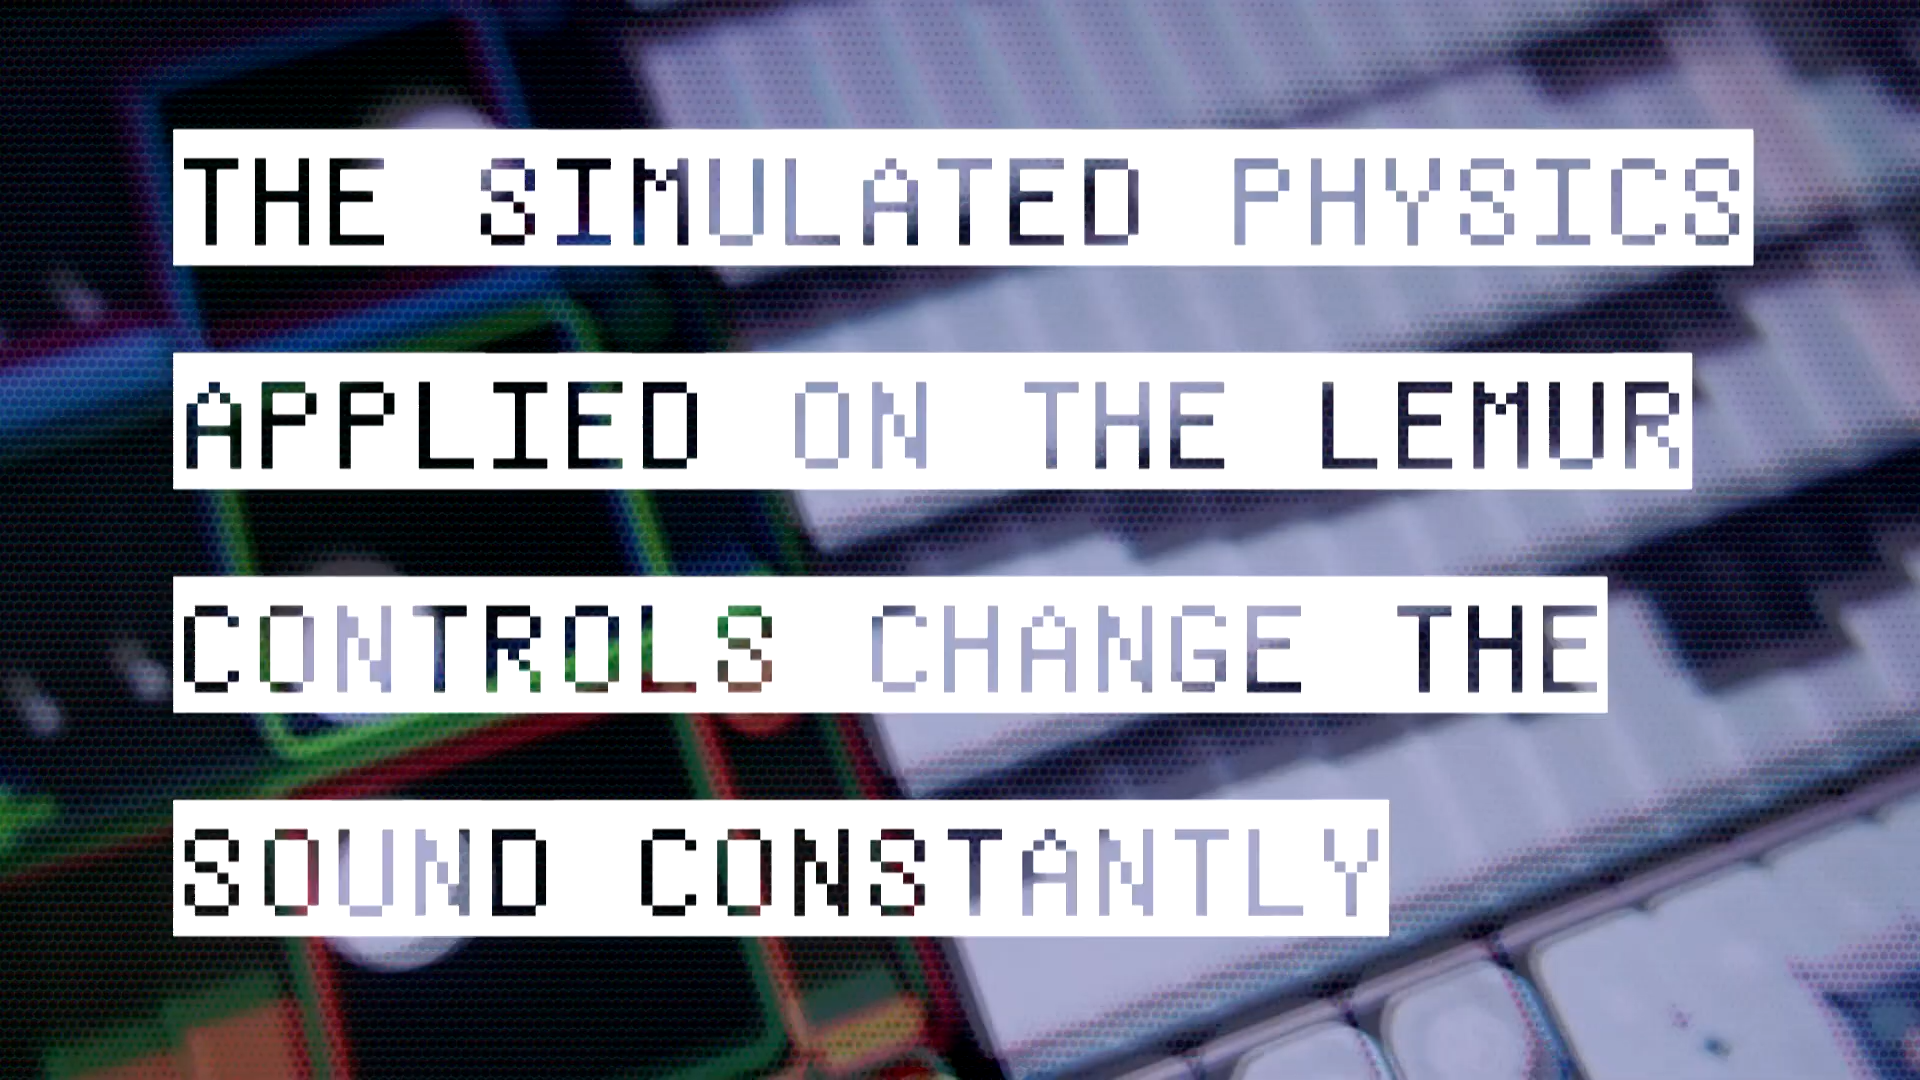 THE SIMULATED PHYSICS
APPLIED ON THE LEMUR
CONTROLS CHANGE THE
SOUND CONSTANTLY